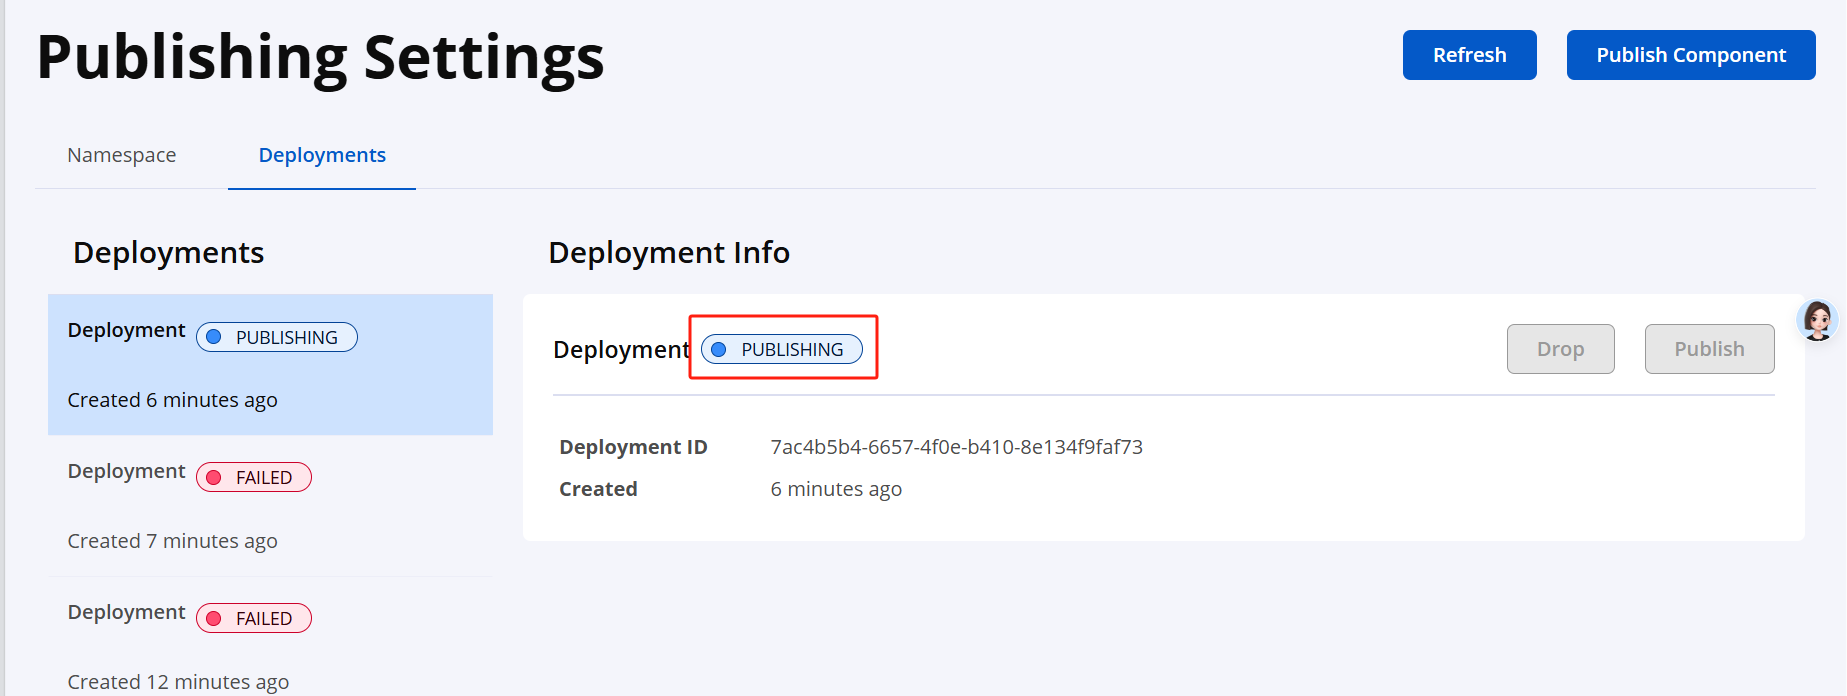 Publishing Settings
Refresh
Publish Component
Namespace
Deployments
Deployments
Deployment PUBLISHING
Created 6 minutes ago
Deployment FAILED
Created 7 minutes ago
Deployment FAILED
Created 12 minutes ago
Deployment Info
Deployment PUBLISHING
Drop
Publish
Deployment ID 7ac4b5b4-6657-4f0e-b410-8e134f9faf73
Created 6 minutes ago